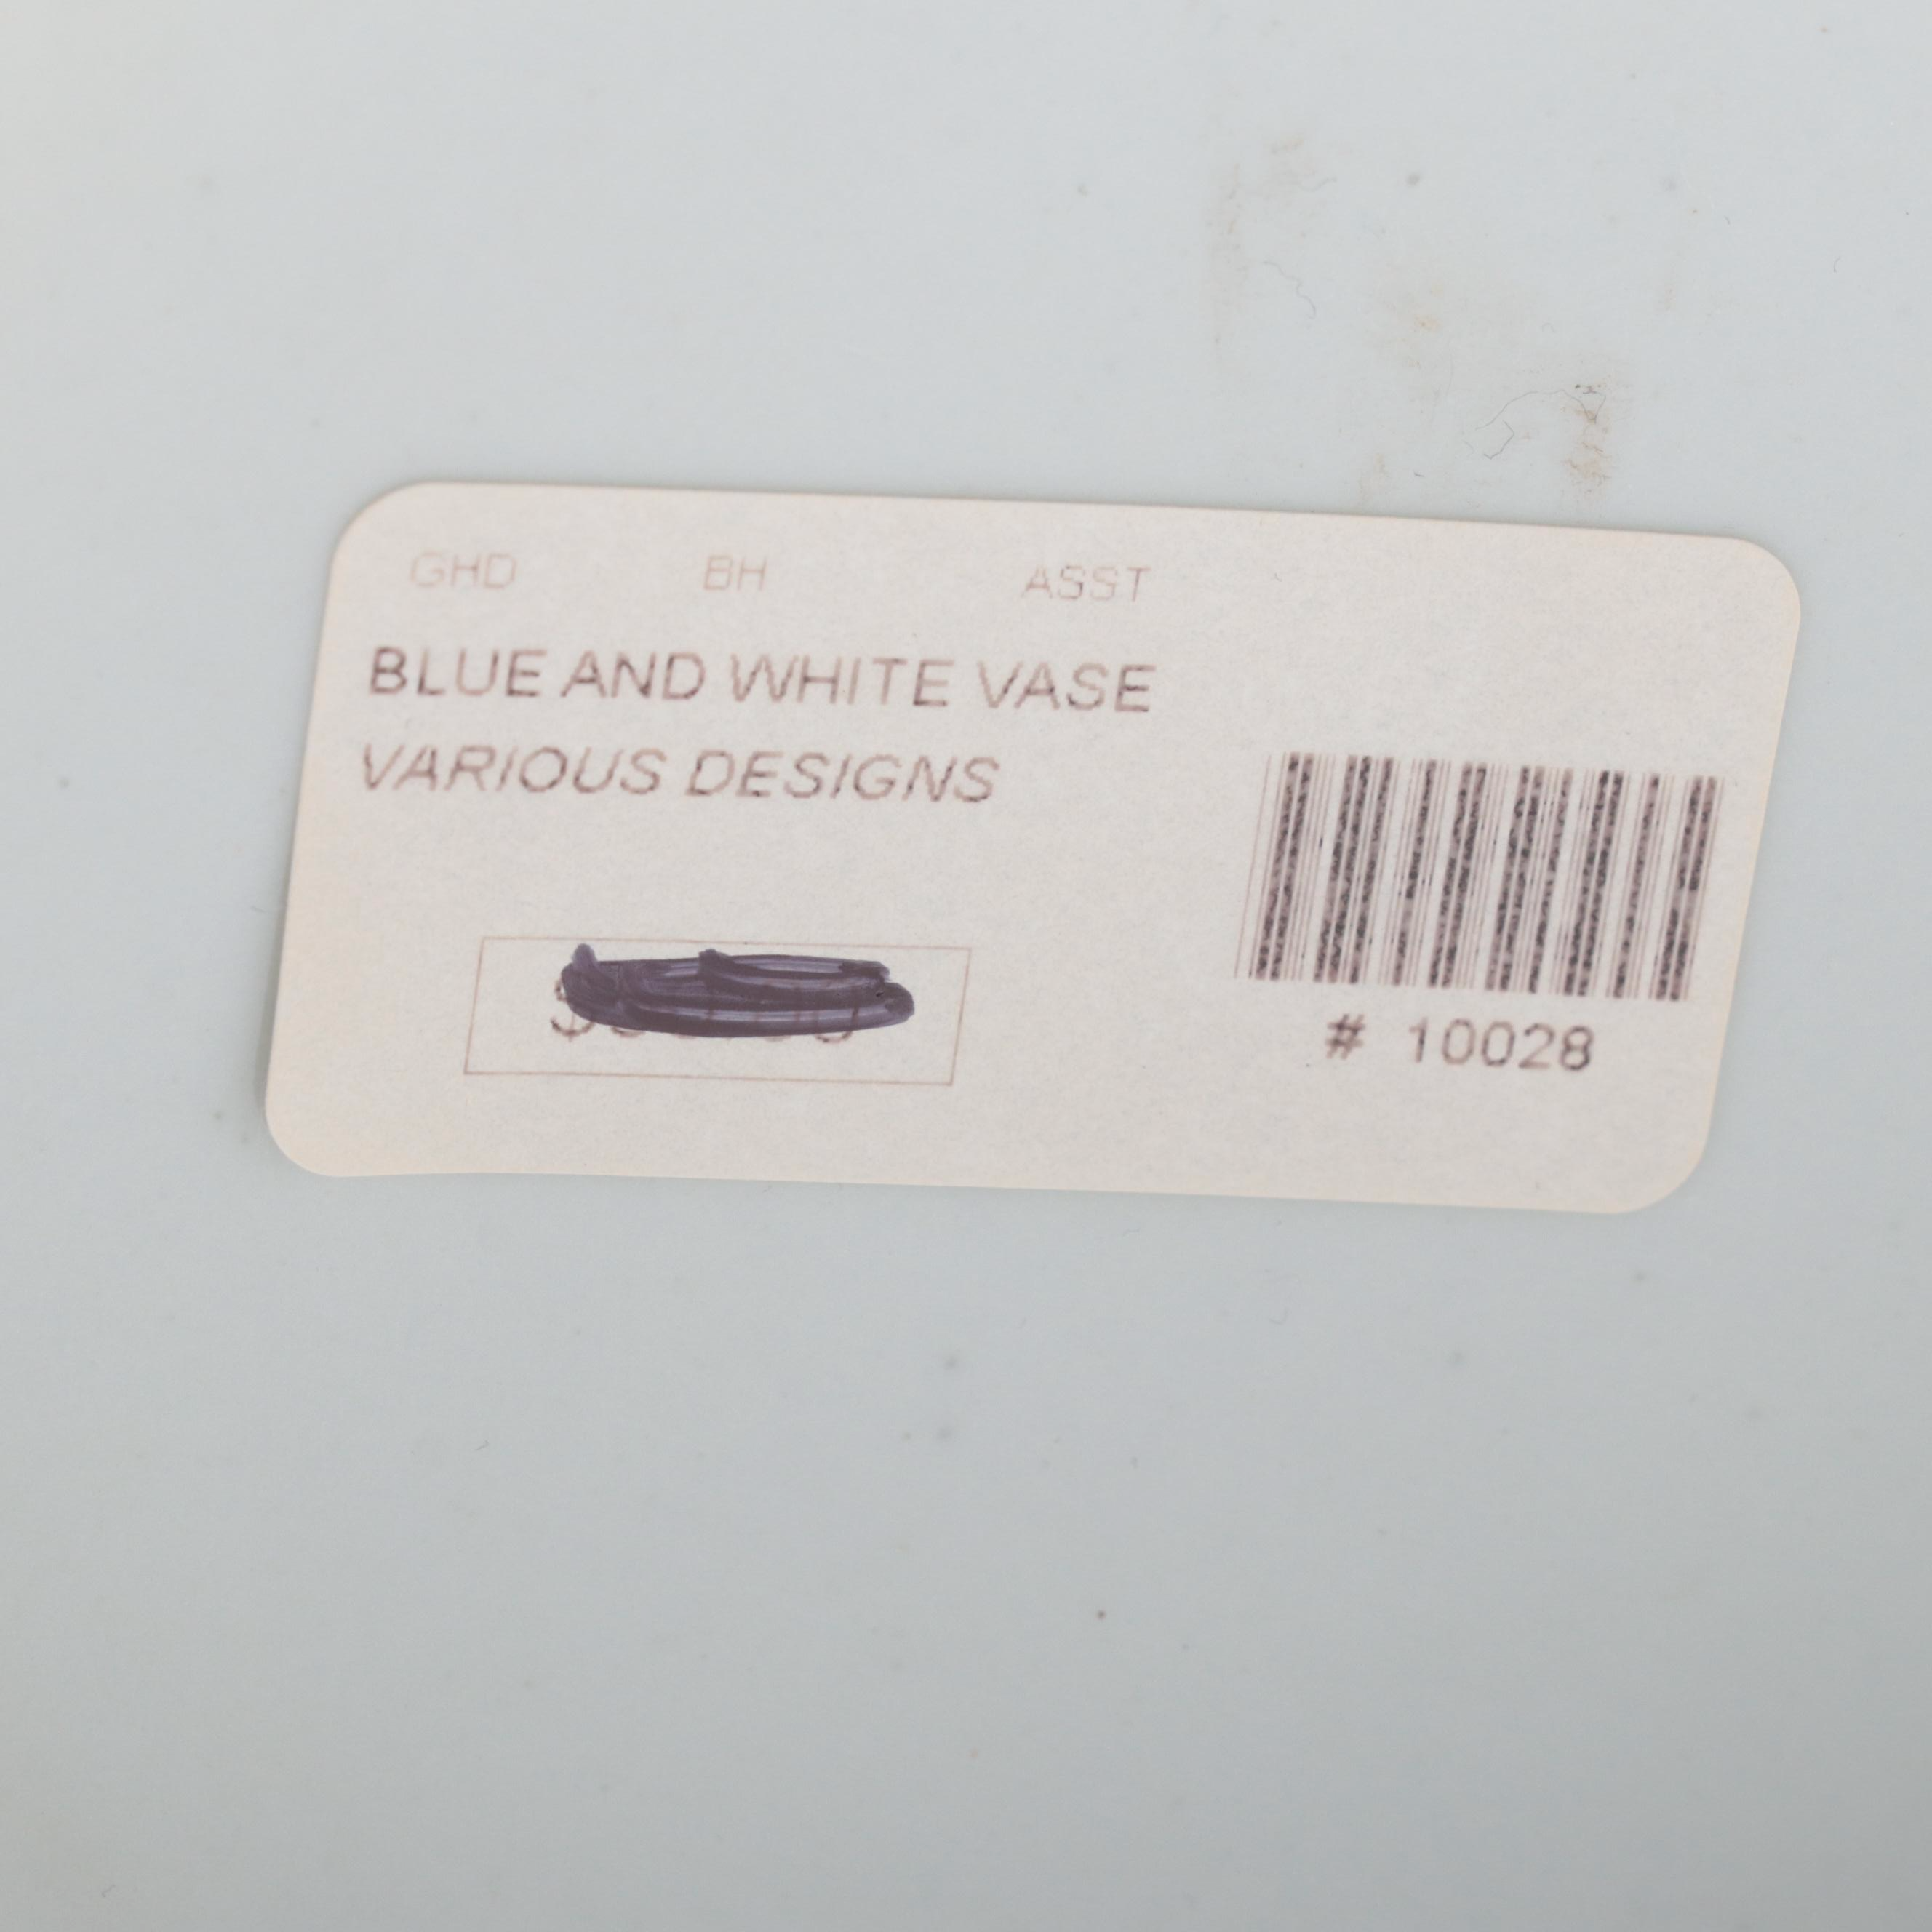 GHD BH ASST
BLUE AND WHITE VASE
VARIOUS DESIGNS
# 10028